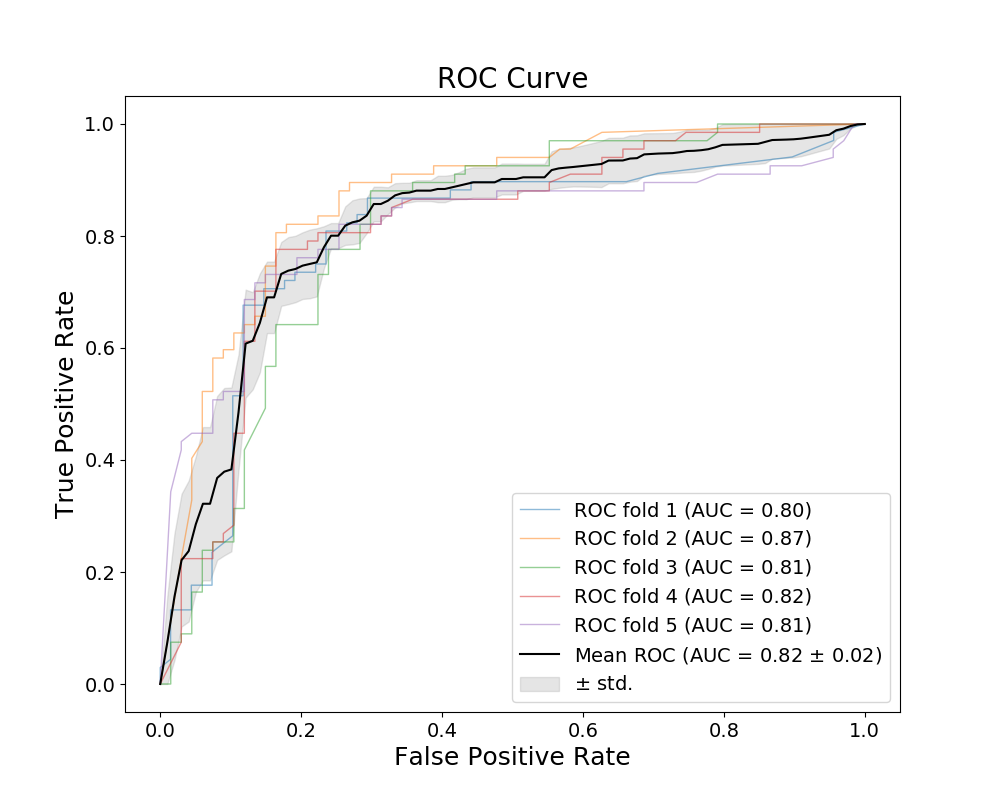 ROC Curve
True Positive Rate
1.0
0.8
0.6
0.4
0.2
0.0
ROC fold 1 (AUC = 0.80)
ROC fold 2 (AUC = 0.87)
ROC fold 3 (AUC = 0.81)
ROC fold 4 (AUC = 0.82)
ROC fold 5 (AUC = 0.81)
Mean ROC (AUC = 0.82 ± 0.02)
± std.
0.0 0.2 0.4 0.6 0.8 1.0
False Positive Rate